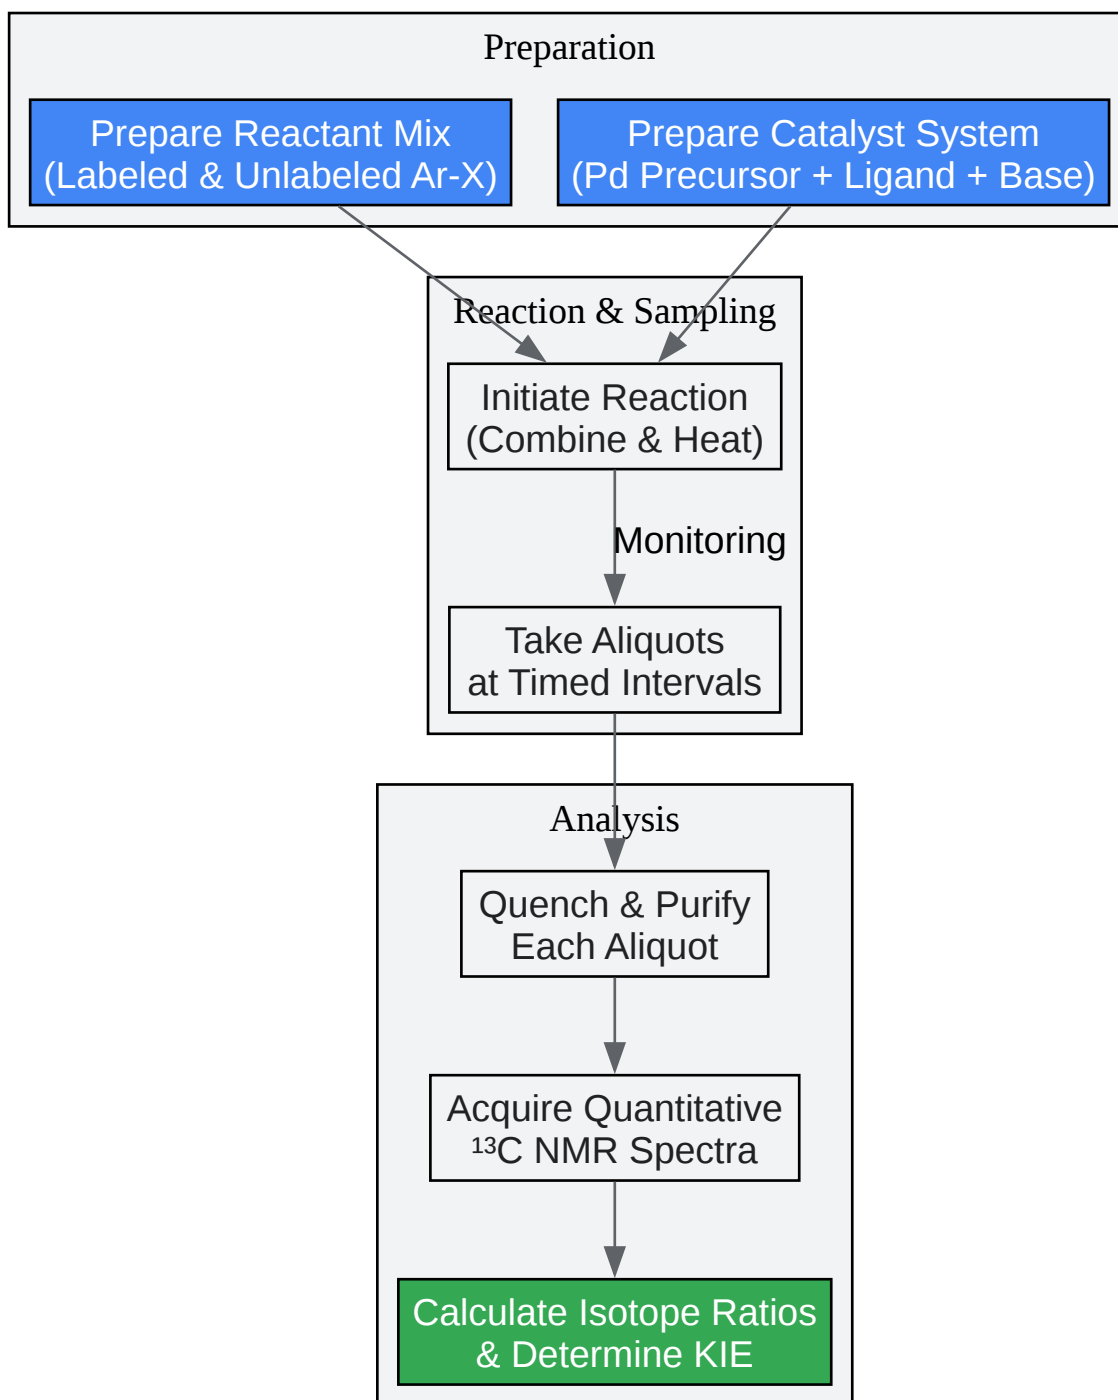 Preparation
Prepare Reactant Mix
(Labeled & Unlabeled Ar-X)
Prepare Catalyst System
(Pd Precursor + Ligand + Base)
Reaction & Sampling
Initiate Reaction
(Combine & Heat)
Monitoring
Take Aliquots
at Timed Intervals
Analysis
Quench & Purify
Each Aliquot
Acquire Quantitative
¹³C NMR Spectra
Calculate Isotope Ratios
& Determine KIE